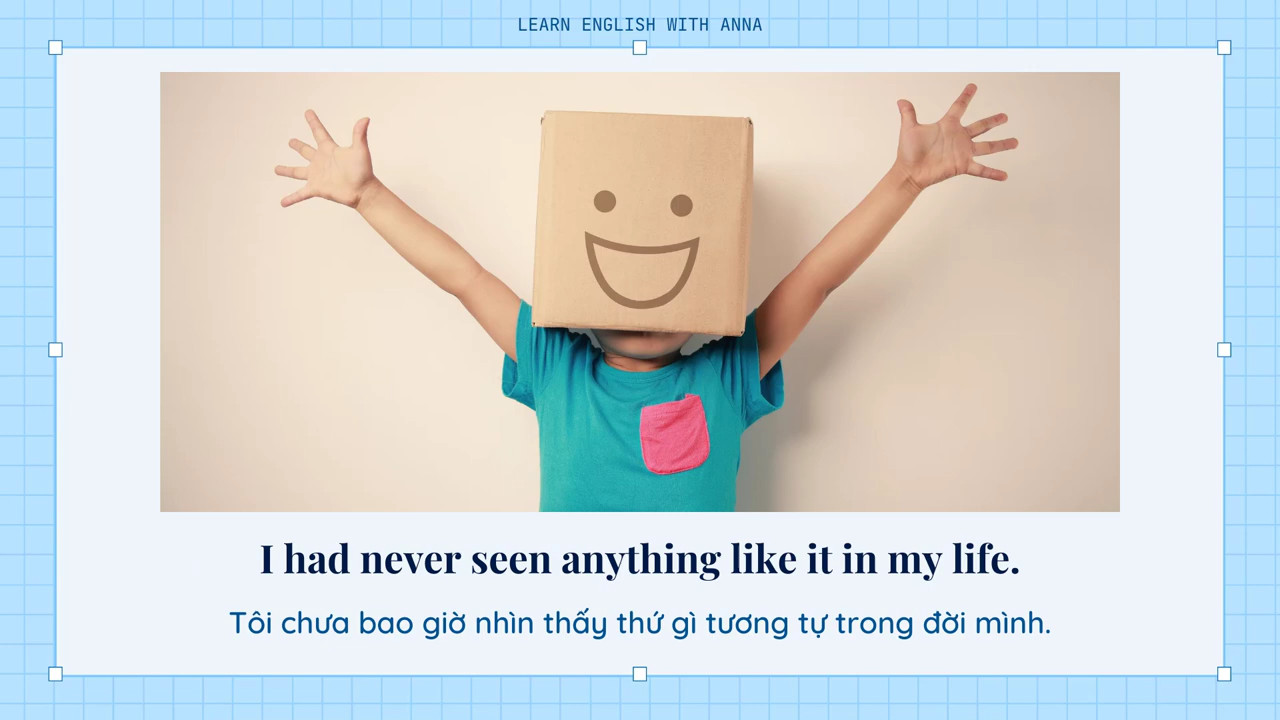 LEARN ENGLISH WITH ANNA
I had never seen anything like it in my life.
Tôi chưa bao giờ nhìn thấy thứ gì tương tự trong đời mình.